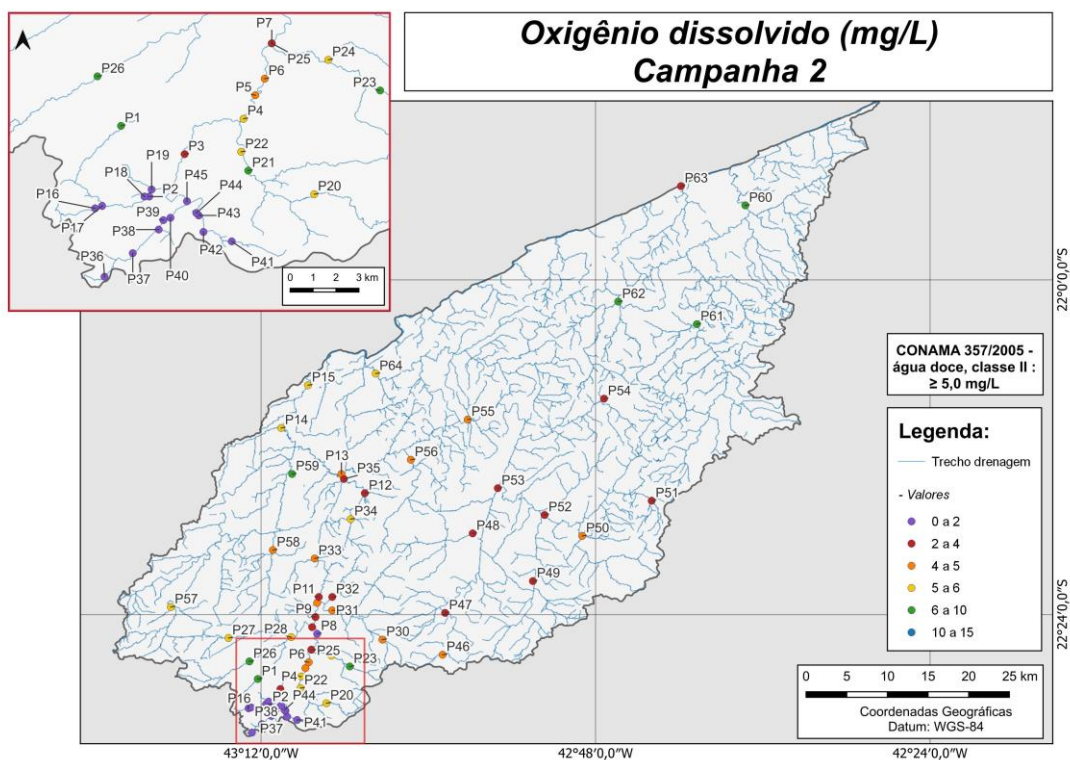 Oxigênio dissolvido (mg/L)
Campanha 2
P7
P25
P24
P26
P6
P23
P5
P4
P1
P3
P22
P19
P21
P18
P2
P45
P44
P20
P16
P39
P43
P17
P38
P42
P36
P41
P37
P40
0 1 2 3 km
P63
P60
22°0'0,0"S
P62
P61
CONAMA 357/2005 -
água doce, classe II :
≥ 5,0 mg/L
P64
P15
P54
P55
P14
Legenda:
Trecho drenagem
- Valores
0 a 2
2 a 4
4 a 5
5 a 6
6 a 10
10 a 15
P13
P56
P59
P35
P12
P53
P51
P34
P52
P48
P50
P58
P33
P49
P11
P32
P57
P9
P31
P47
22°24'0,0"S
P27
P28
P8
P30
P46
P26
P6
P25
P23
P1
P4
P22
P16
P2
P44
P20
P38
P41
P37
0 5 10 15 20 25 km
Coordenadas Geográficas
Datum: WGS-84
43°12'0,0"W
42°48'0,0"W
42°24'0,0"W